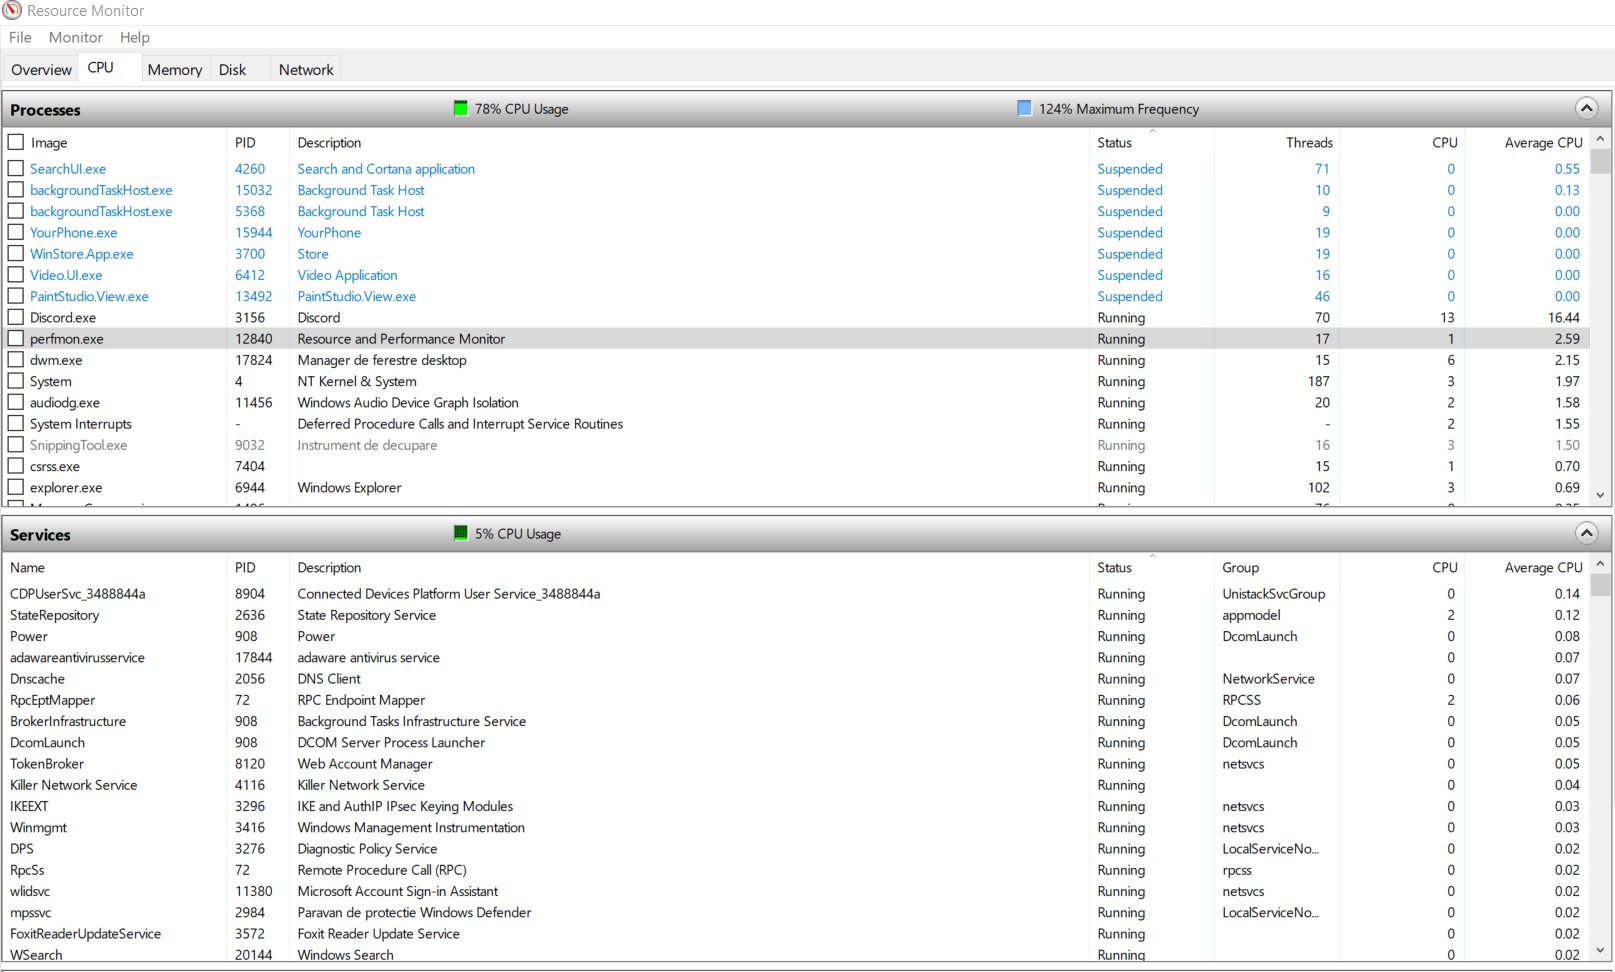 Resource Monitor
File Monitor Help
Overview CPU Memory Disk Network
Processes 78% CPU Usage 124% Maximum Frequency
Image PID Description Status Threads CPU Average CPU
SearchUI.exe 4260 Search and Cortana application Suspended 71 0 0.55
backgroundTaskHost.exe 15032 Background Task Host Suspended 10 0 0.13
backgroundTaskHost.exe 5368 Background Task Host Suspended 9 0 0.00
YourPhone.exe 15944 YourPhone Suspended 19 0 0.00
WinStore.App.exe 3700 Store Suspended 19 0 0.00
Video.UI.exe 6412 Video Application Suspended 16 0 0.00
PaintStudio.View.exe 13492 PaintStudio.View.exe Suspended 46 0 0.00
Discord.exe 3156 Discord Running 70 13 16.44
perfmon.exe 12840 Resource and Performance Monitor Running 17 1 2.59
dwm.exe 17824 Manager de ferestre desktop Running 15 6 2.15
System 4 NT Kernel & System Running 187 3 1.97
audiodg.exe 11456 Windows Audio Device Graph Isolation Running 20 2 1.58
System Interrupts - Deferred Procedure Calls and Interrupt Service Routines Running - 2 1.55
SnippingTool.exe 9032 Instrument de decupare Running 16 3 1.50
csrss.exe 7404 Running 15 1 0.70
explorer.exe 6944 Windows Explorer Running 102 3 0.69
Services 5% CPU Usage
Name PID Description Status Group CPU Average CPU
CDPUserSvc_3488844a 8904 Connected Devices Platform User Service_3488844a Running UnistackSvcGroup 0 0.14
StateRepository 2636 State Repository Service Running appmodel 2 0.12
Power 908 Power Running DcomLaunch 0 0.08
adawareantivirusservice 17844 adaware antivirus service Running 0 0.07
Dnscache 2056 DNS Client Running NetworkService 0 0.07
RpcEptMapper 72 RPC Endpoint Mapper Running RPCSS 2 0.06
BrokerInfrastructure 908 Background Tasks Infrastructure Service Running DcomLaunch 0 0.05
DcomLaunch 908 DCOM Server Process Launcher Running DcomLaunch 0 0.05
TokenBroker 8120 Web Account Manager Running netsvcs 0 0.05
Killer Network Service 4116 Killer Network Service Running 0 0.04
IKEEXT 3296 IKE and AuthIP IPsec Keying Modules Running netsvcs 0 0.03
Winmgmt 3416 Windows Management Instrumentation Running netsvcs 0 0.03
DPS 3276 Diagnostic Policy Service Running LocalServiceNo... 0 0.02
RpcSs 72 Remote Procedure Call (RPC) Running rpcss 0 0.02
wlidsvc 11380 Microsoft Account Sign-in Assistant Running netsvcs 0 0.02
mpssvc 2984 Paravan de protectie Windows Defender Running LocalServiceNo... 0 0.02
FoxitReaderUpdateService 3572 Foxit Reader Update Service Running 0 0.02
WSearch 20144 Windows Search Running 0 0.02